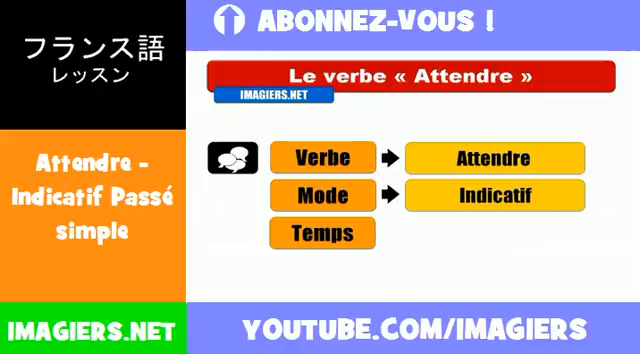 フランス語
レッスン
Attendre -
Indicatif Passé
simple
IMAGIERS.NET
ABONNEZ-VOUS !
Le verbe « Attendre »
IMAGIERS.NET
Verbe
Attendre
Mode
Indicatif
Temps
YOUTUBE.COM/IMAGIERS